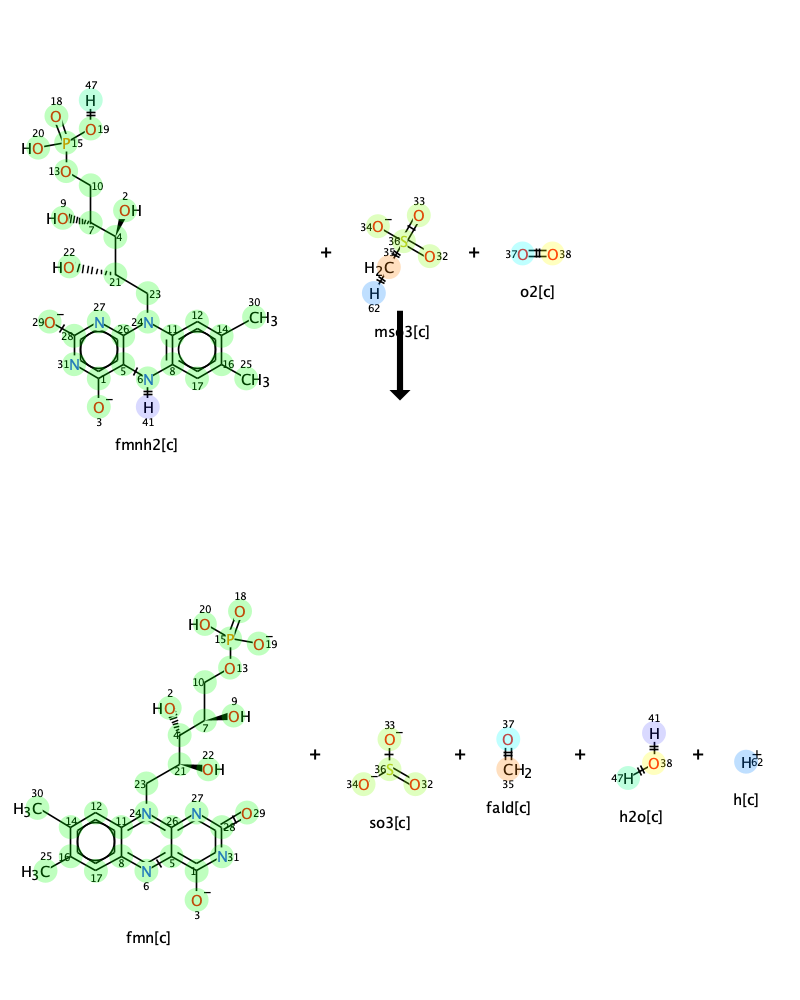 47
H
18
O
O 19
20
HO
P 15
13 O
10
9
HO
2
OH
7
4
22
HO
21
23
30
CH3
27
N
24 N
12
29 O−
28
26
11
14
31 N
5
6 N
8
16
25
CH3
1
17
O−
3
H
41
fmnh2[c]
+
33
O
34 O−
36 S
O 32
35
H2C
H
62
mso3[c]
+
37 O
O 38
o2[c]
18
O
20
HO
15 P
O− 19
O 13
10
2
HO
9
OH
7
4
22
OH
21
23
30
H3C
12
24 N
27
N
O 29
14
11
26
28
25
H3C
16
8
5
N 31
17
N
6
1
O−
3
fmn[c]
+
33
O−
36 S
34 O−
O 32
so3[c]
+
37
O
CH2
35
fald[c]
+
41
H
O 38
47 H
h2o[c]
+
H+ 62
h[c]